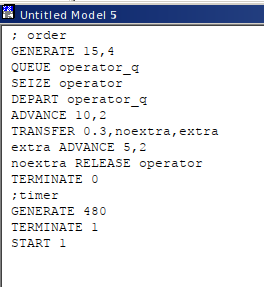 Untitled Model 5
; order
GENERATE 15,4
QUEUE operator_q
SEIZE operator
DEPART operator_q
ADVANCE 10,2
TRANSFER 0.3,noextra,extra
extra ADVANCE 5,2
noextra RELEASE operator
TERMINATE 0
;timer
GENERATE 480
TERMINATE 1
START 1